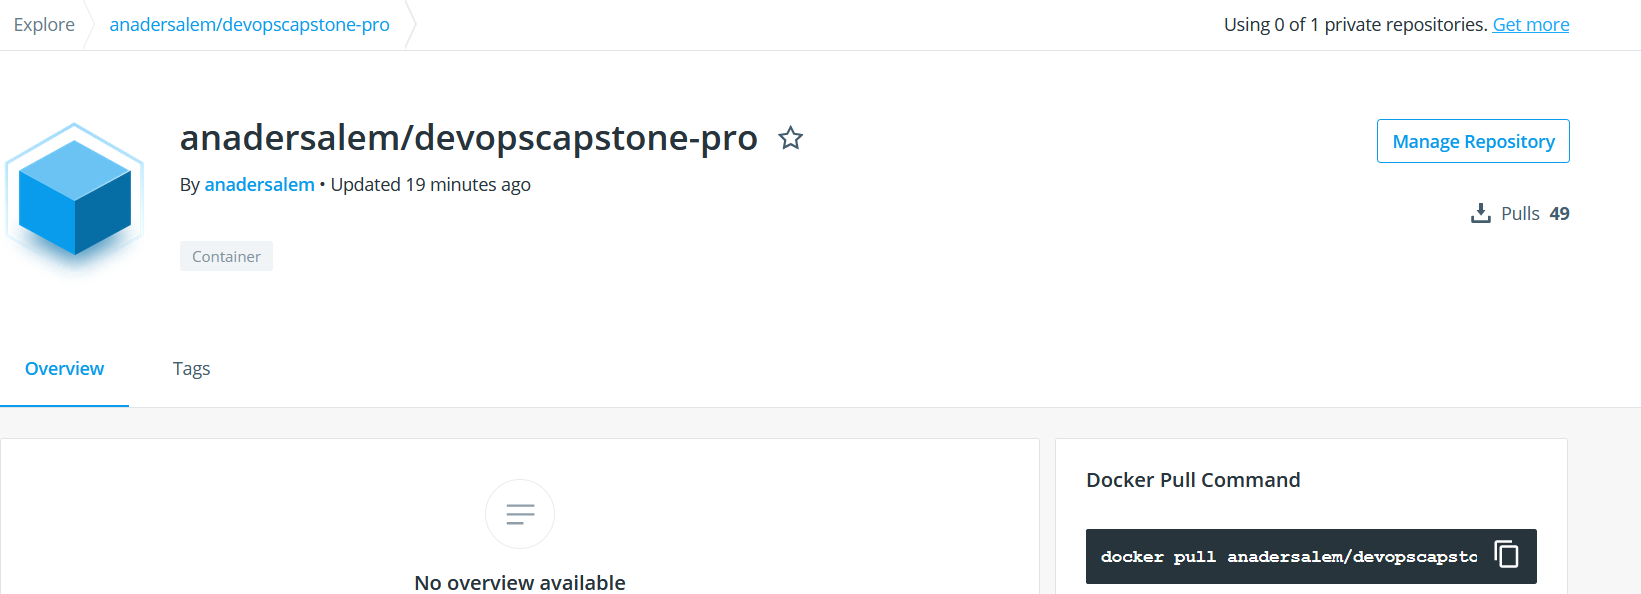 Explore anadersalem/devopscapstone-pro Using 0 of 1 private repositories. Get more
anadersalem/devopscapstone-pro
Manage Repository
By anadersalem • Updated 19 minutes ago
Pulls 49
Container
Overview Tags
Docker Pull Command
docker pull anadersalem/devopscapsto
No overview available